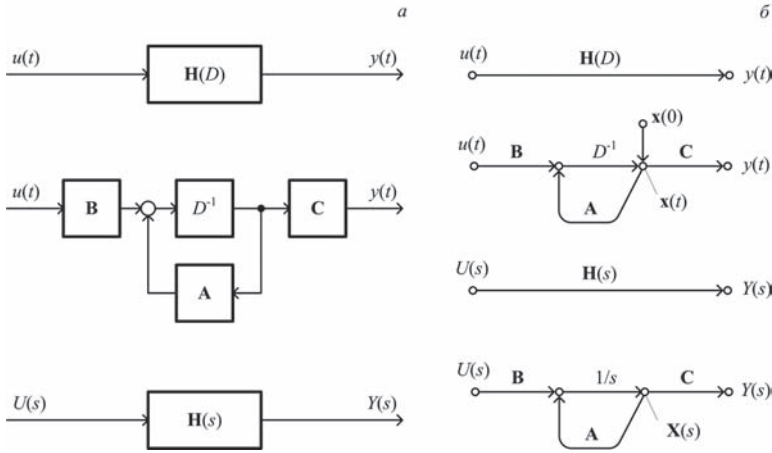 а
б
u(t)
H(D)
y(t)
u(t)
H(D)
y(t)
x(0)
u(t)
B
D⁻¹
C
y(t)
A
x(t)
u(t)
B
D⁻¹
C
y(t)
A
U(s)
H(s)
Y(s)
U(s)
H(s)
Y(s)
U(s)
B
1/s
C
Y(s)
A
X(s)